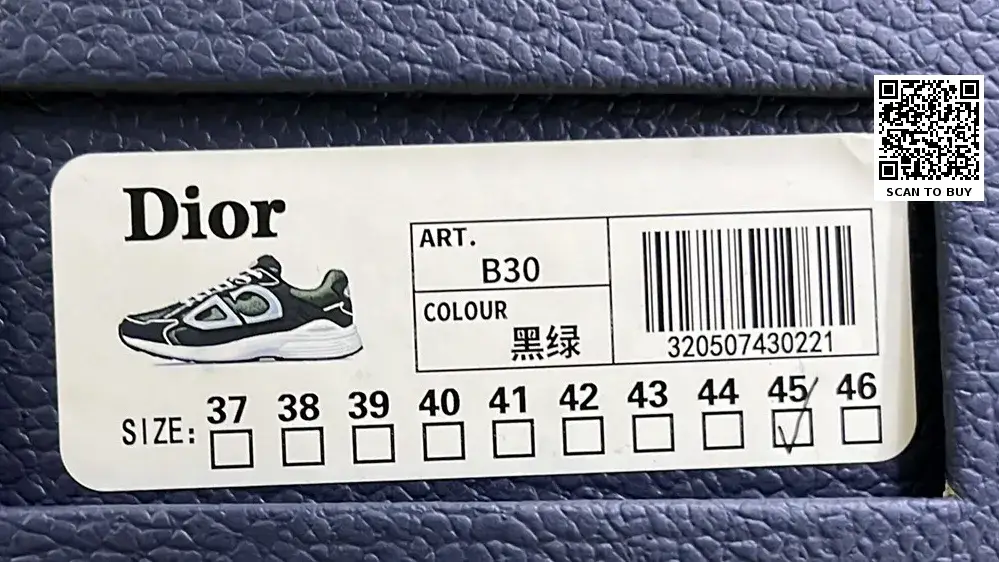 SCAN TO BUY
Dior
ART.
B30
COLOUR
黑绿
320507430221
37 38 39 40 41 42 43 44 45 46
SIZE: